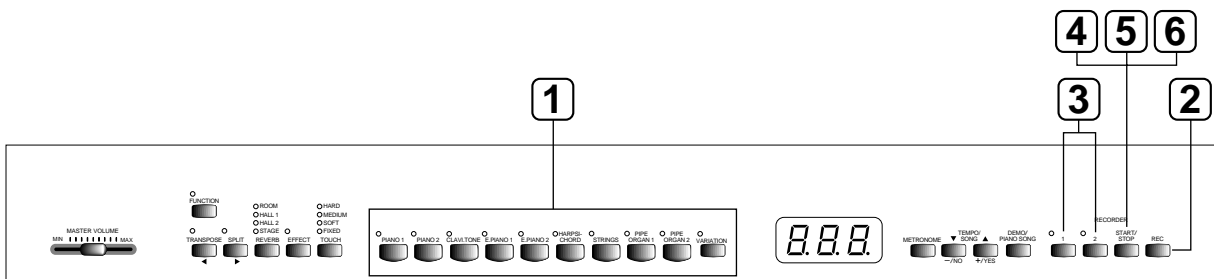 4 5 6
1 3 2
FUNCTION
ROOM
HALL 1
HALL 2
STAGE
HARD
MEDIUM
SOFT
FIXED
MASTER VOLUME
MIN MAX
TRANSPOSE SPLIT REVERB EFFECT TOUCH
◀ ▶
PIANO 1 PIANO 2 CLAVI.TONE E.PIANO 1 E.PIANO 2 HARPSI-
CHORD STRINGS PIPE
ORGAN 1 PIPE
ORGAN 2 VARIATION
8.8.8.
METRONOME
TEMPO/
▼ SONG ▲
−/NO +/YES
DEMO/
PIANO SONG
RECORDER
1 2 START/
STOP REC